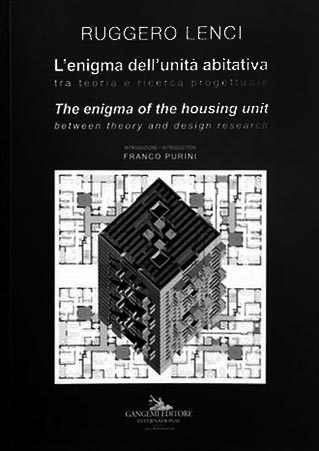 RUGGERO LENCI
L'enigma dell'unità abitativa
tra teoria e ricerca progettuale
The enigma of the housing unit
between theory and design research
INTRODUZIONE / INTRODUCTION
FRANCO PURINI
GANGEMI EDITORE
INTERNATIONAL